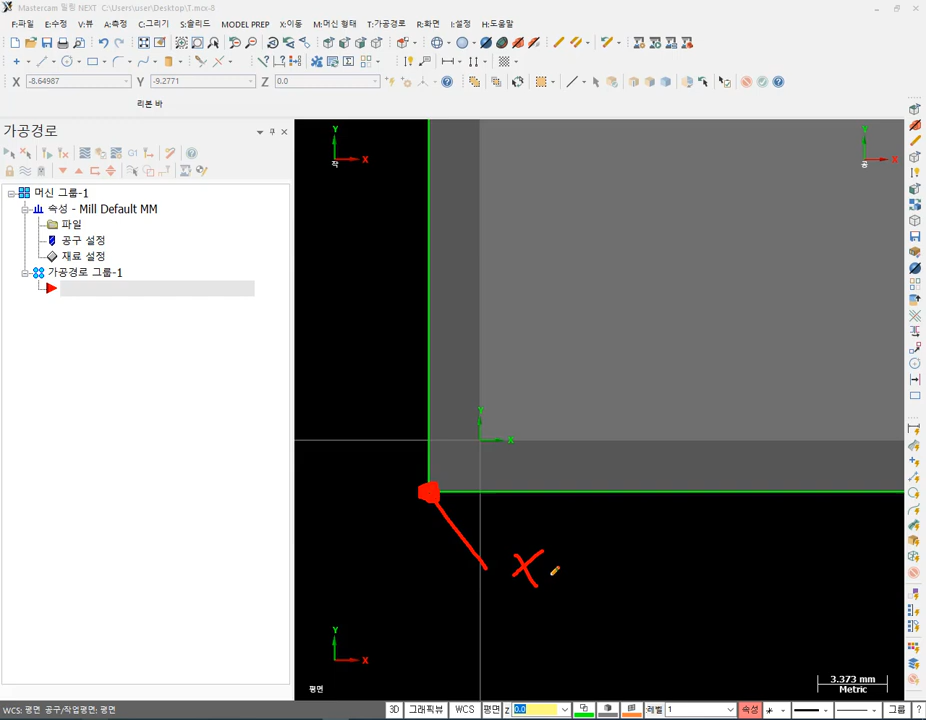 Mastercam 밀링 NEXT C:\Users\user\Desktop\T.mcx-8
F:파일 E:수정 V:뷰 A:측정 C:그리기 S:솔리드 MODEL PREP X:이동 M:머신 형태 T:가공경로 R:화면 I:설정 H:도움말
X -8.64987 Y -9.2771 Z 0.0
리본 바
가공경로
G1
머신 그룹-1
속성 - Mill Default MM
파일
공구 설정
재료 설정
가공경로 그룹-1
Y
X
작
Y
X
공
Y
X
X
Y
X
평면
3.373 mm
Metric
WCS: 평면 공구/작업평면: 평면 3D 그래픽뷰 WCS 평면 Z 0.0 레벨 1 속성 그룹 ?